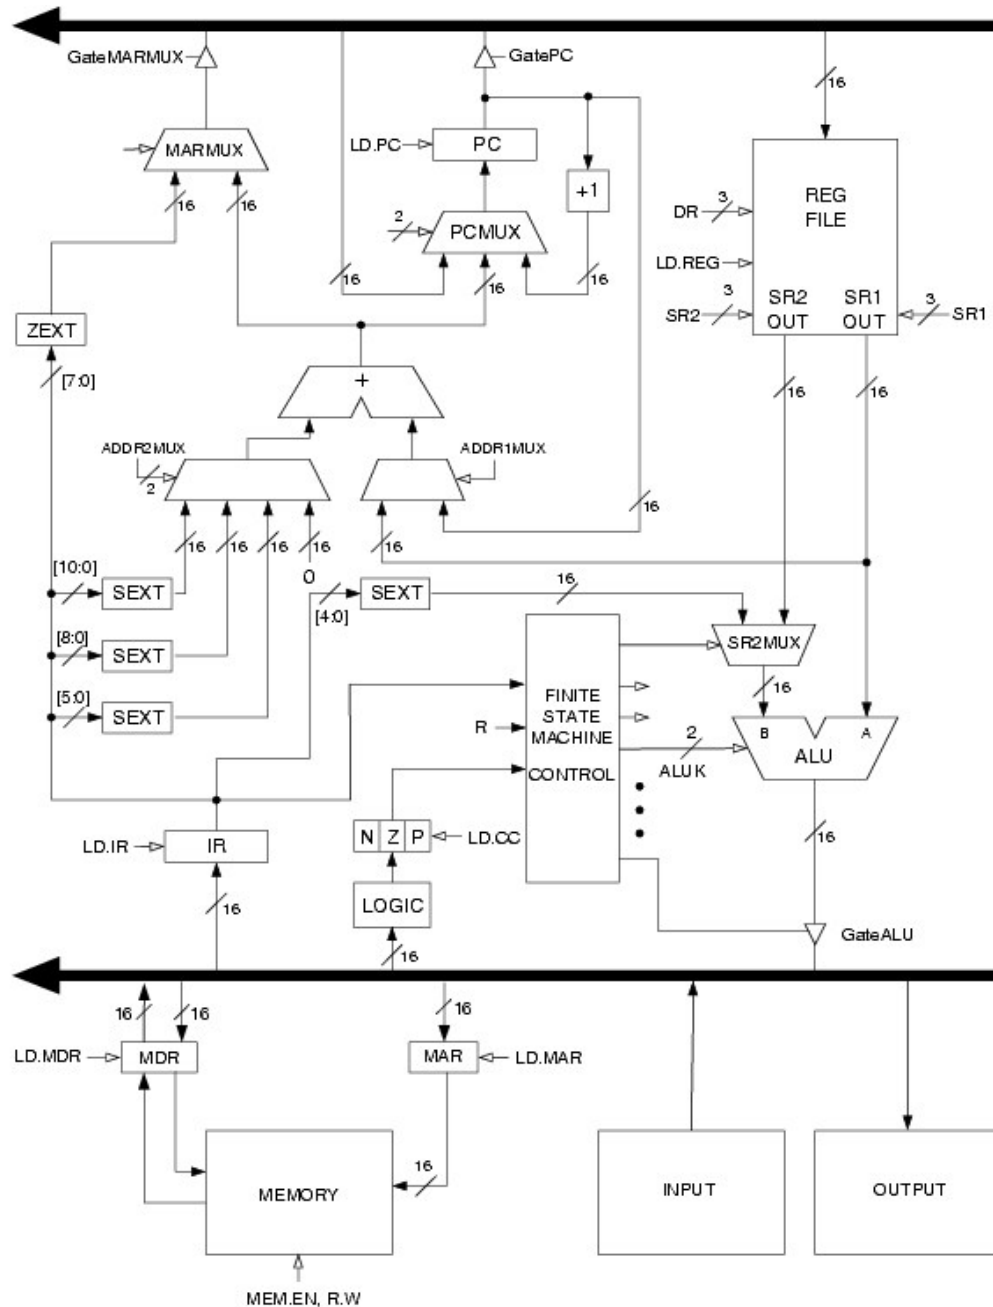 GateMARMUX
GatePC
16
MARMUX
LD.PC
PC
16
16
+1
REG
FILE
DR
3
2
PCMUX
LD.REG
16
16
16
3
SR2
SR2
OUT
SR1
OUT
3
SR1
ZEXT
[7:0]
+
16
16
ADDR2MUX
2
ADDR1MUX
16
16
16
16
16
16
0
[10:0]
SEXT
[4:0]
SEXT
16
[8:0]
SEXT
SR2MUX
16
[5:0]
SEXT
FINITE
STATE
MACHINE
CONTROL
R
2
ALUK
B
A
ALU
N Z P
LD.CC
LD.IR
IR
16
LOGIC
16
16
GateALU
16
16
16
LD.MDR
MDR
MAR
LD.MAR
16
MEMORY
INPUT
OUTPUT
MEM.EN, R.W